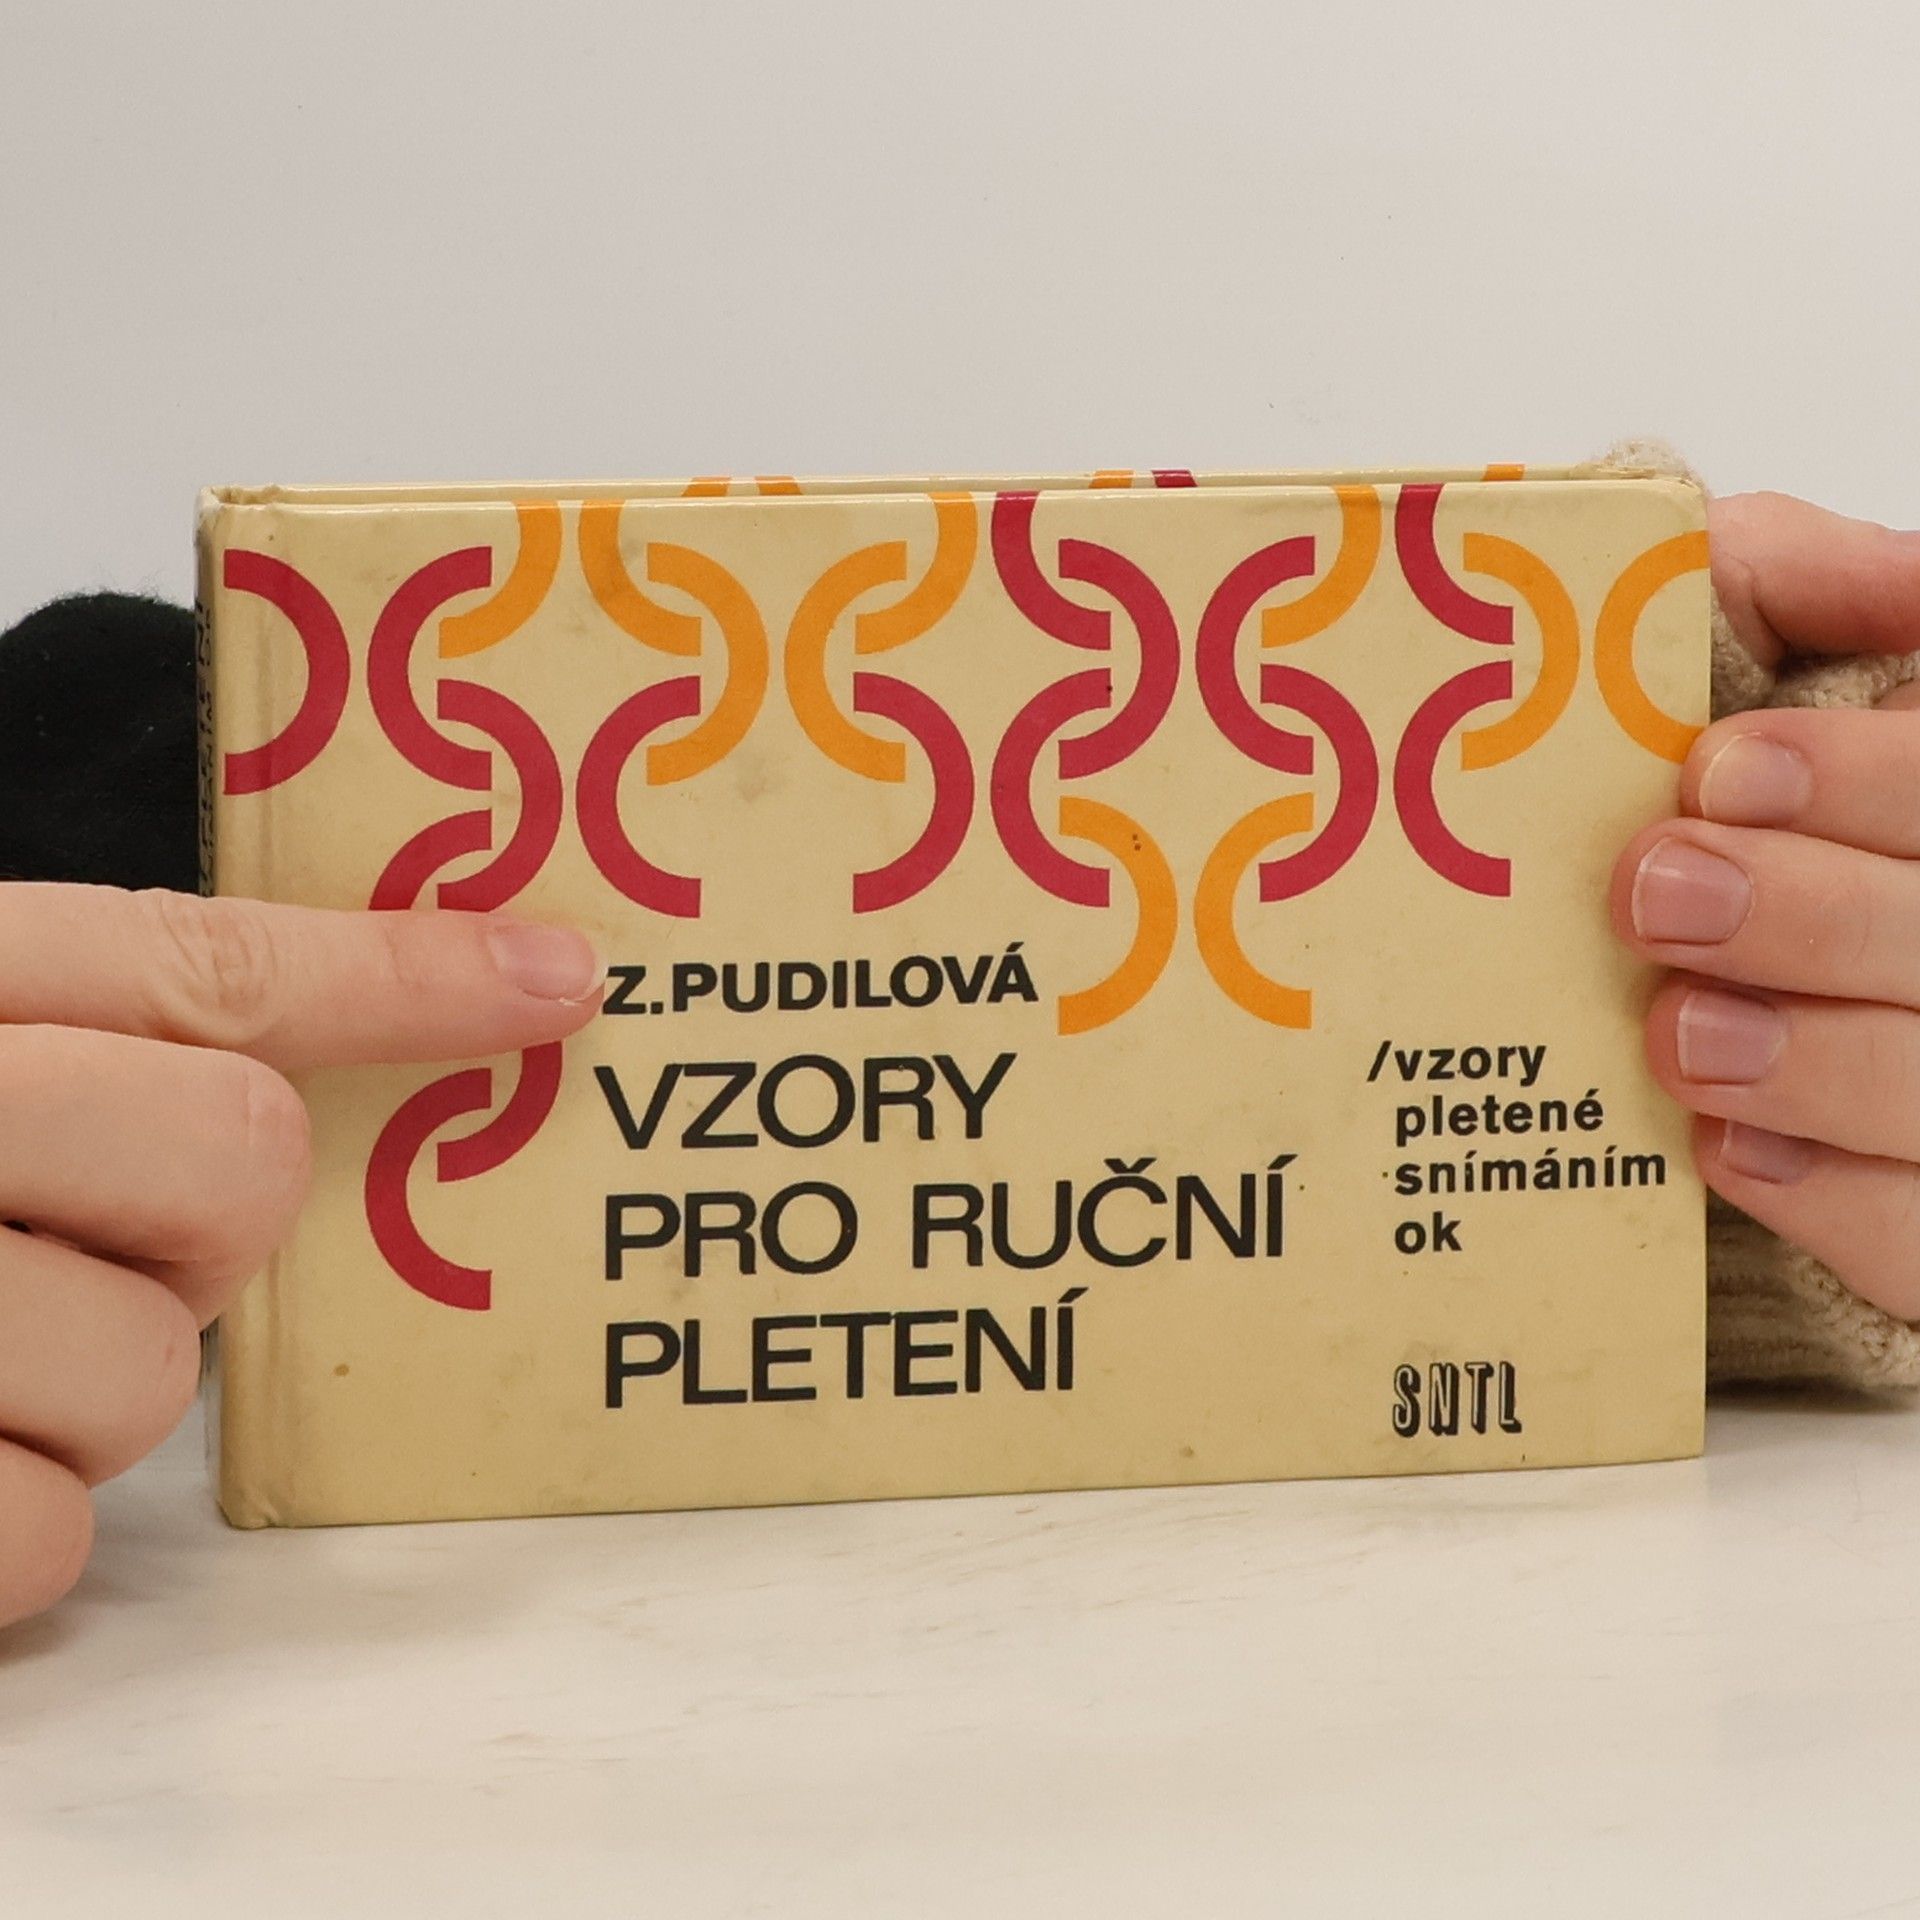 Z. PUDILOVÁ
VZORY
PRO RUČNÍ
PLETENÍ
/vzory
pletené
snímáním
ok
SNTL